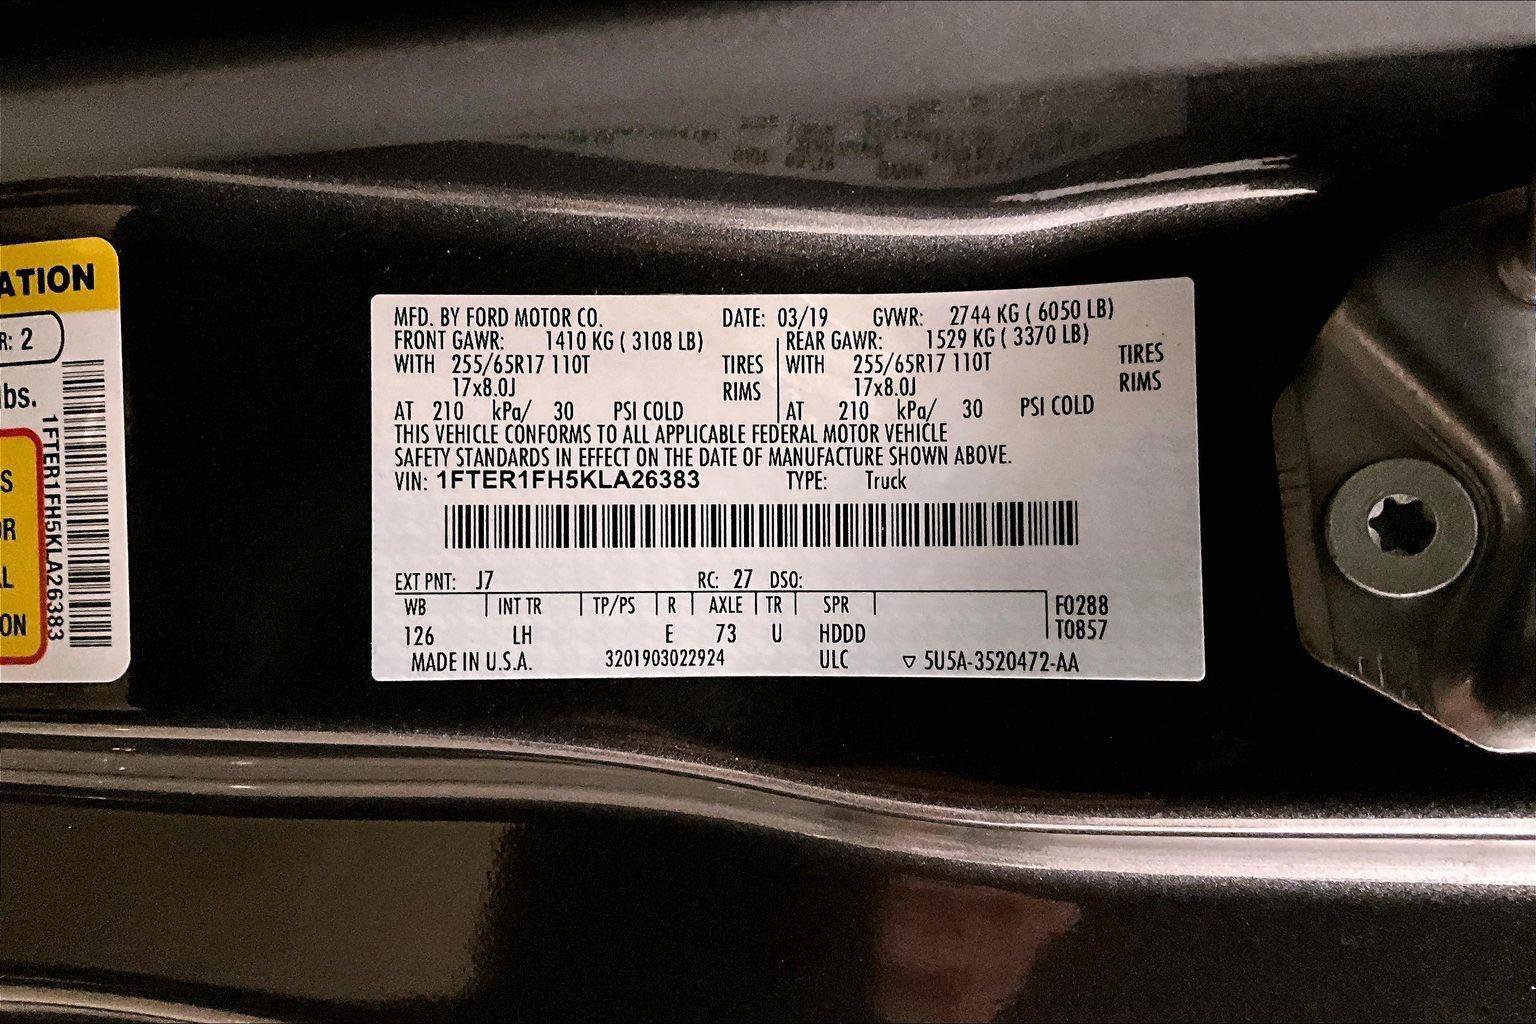 ATION
R: 2
lbs.
1FTER1FH5KLA26383
S
OR
L
ON
MFD. BY FORD MOTOR CO. DATE: 03/19 GVWR: 2744 KG ( 6050 LB)
FRONT GAWR: 1410 KG ( 3108 LB) REAR GAWR: 1529 KG ( 3370 LB)
WITH 255/65R17 110T TIRES WITH 255/65R17 110T TIRES
17x8.0J RIMS 17x8.0J RIMS
AT 210 kPa/ 30 PSI COLD AT 210 kPa/ 30 PSI COLD
THIS VEHICLE CONFORMS TO ALL APPLICABLE FEDERAL MOTOR VEHICLE
SAFETY STANDARDS IN EFFECT ON THE DATE OF MANUFACTURE SHOWN ABOVE.
VIN: 1FTER1FH5KLA26383 TYPE: Truck
EXT PNT: J7 RC: 27 DSO:
WB INT TR TP/PS R AXLE TR SPR F0288
126 LH E 73 U HDDD T0857
MADE IN U.S.A. 3201903022924 ULC ▽ 5U5A-3520472-AA